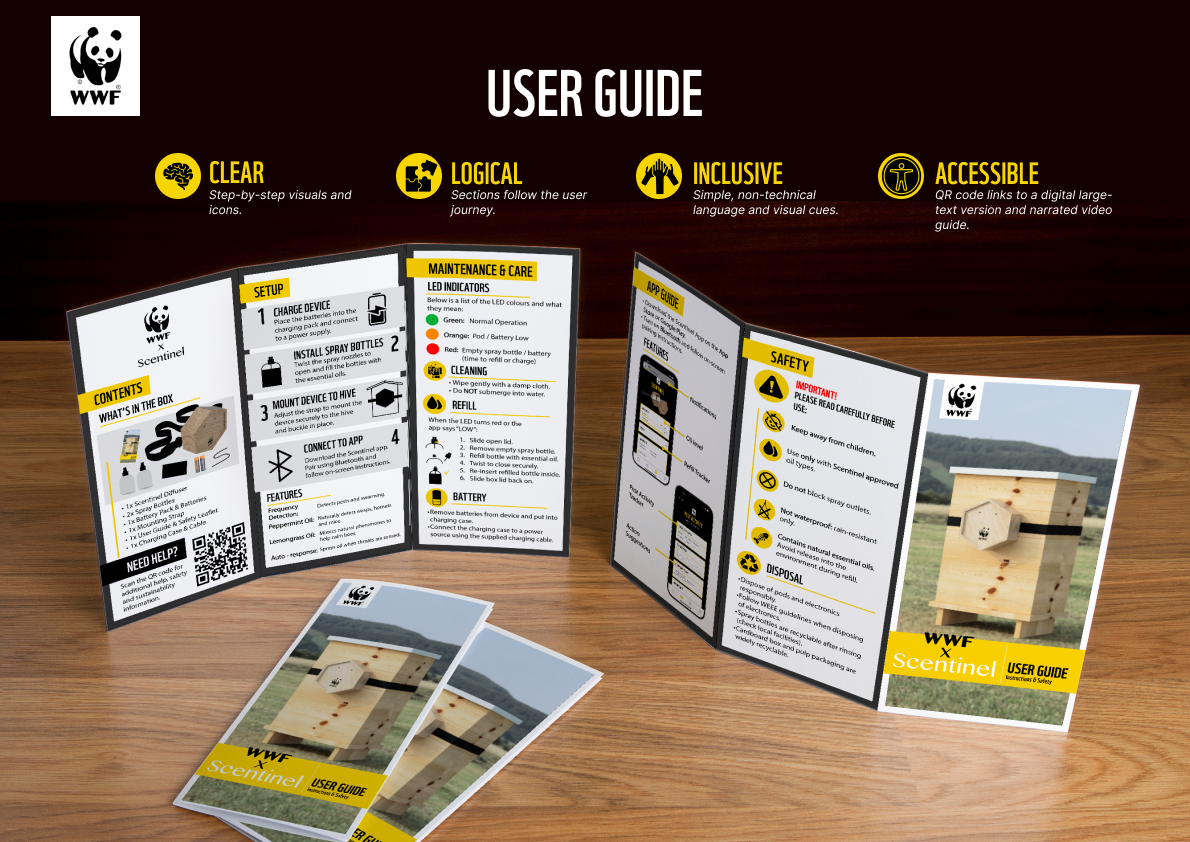 WWF
USER GUIDE
CLEAR
Step-by-step visuals and
icons.
LOGICAL
Sections follow the user
journey.
INCLUSIVE
Simple, non-technical
language and visual cues.
ACCESSIBLE
QR code links to a digital large-
text version and narrated video
guide.
WWF
x
Scentinel
CONTENTS
WHAT'S IN THE BOX
• 1x Scentinel Diffuser
• 2x Spray Bottles
• 1x Battery Pack & Batteries
• 1x Mounting Strap
• 1x User Guide & Safety Leaflet
• 1x Charging Case & Cable
NEED HELP?
Scan the QR code for
additional help, safety
and sustainability
information.
SETUP
1 CHARGE DEVICE
Place the batteries into the
charging pack and connect
to a power supply.
INSTALL SPRAY BOTTLES 2
Twist the spray nozzles to
open and fill the bottles with
the essential oils.
3 MOUNT DEVICE TO HIVE
Adjust the strap to mount the
device securely to the hive
and buckle in place.
CONNECT TO APP 4
Download the Scentinel app.
Pair using Bluetooth and
follow on-screen instructions.
FEATURES
Frequency Detection: Detects pests and swarming.
Peppermint Oil: Naturally deters wasps, hornets
and mice.
Lemongrass Oil: Mimics natural pheromones to
help calm bees.
Auto - response: Sprays oil when threats are sensed.
MAINTENANCE & CARE
LED INDICATORS
Below is a list of the LED colours and what
they mean:
Green: Normal Operation
Orange: Pod / Battery Low
Red: Empty spray bottle / battery
(time to refill or charge)
CLEANING
• Wipe gently with a damp cloth.
• Do NOT submerge into water.
REFILL
When the LED turns red or the
app says "LOW":
1. Slide open lid.
2. Remove empty spray bottle.
3. Refill bottle with essential oil.
4. Twist to close securely.
5. Re-insert refilled bottle inside.
6. Slide box lid back on.
BATTERY
•Remove batteries from device and put into
charging case.
•Connect the charging case to a power
source using the supplied charging cable.
APP GUIDE
• Download the Scentinel App on the App
Store or Google Play.
• Turn on Bluetooth and follow on-screen
pairing instructions.
FEATURES
Notifications
Oil level
Refill Tracker
Pest Activity
Tracker
Action
Suggestions
SAFETY
IMPORTANT!
PLEASE READ CAREFULLY BEFORE
USE:
Keep away from children.
Use only with Scentinel approved
oil types.
Do not block spray outlets.
Not waterproof: rain-resistant
only.
Contains natural essential oils.
Avoid release into the
environment during refill.
DISPOSAL
•Dispose of pods and electronics
responsibly.
•Follow WEEE guidelines when disposing
of electronics.
•Spray bottles are recyclable after rinsing
(check local facilities).
•Cardboard box and pulp packaging are
widely recyclable.
WWF
WWF
x
Scentinel
USER GUIDE
Instructions & Safety
WWF
WWF
x
Scentinel
USER GUIDE
Instructions & Safety